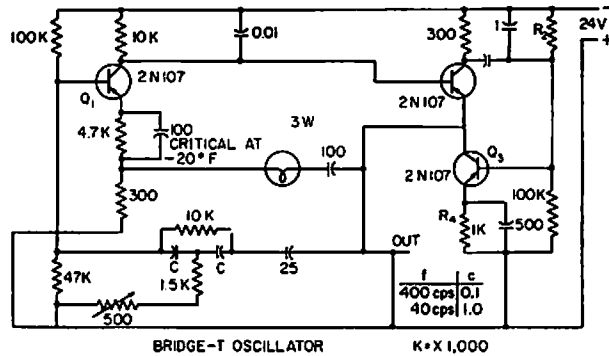 100K
10K
0.01
300
1
R2
24V
−
+
2N107
Q1
2N107
4.7K
100
CRITICAL AT
-20°F
3W
100
Q3
2N107
300
10K
R4
1K
500
100K
C
C
25
OUT
47K
1.5K
500
f c
400 cps 0.1
40 cps 1.0
BRIDGE-T OSCILLATOR K=X 1,000